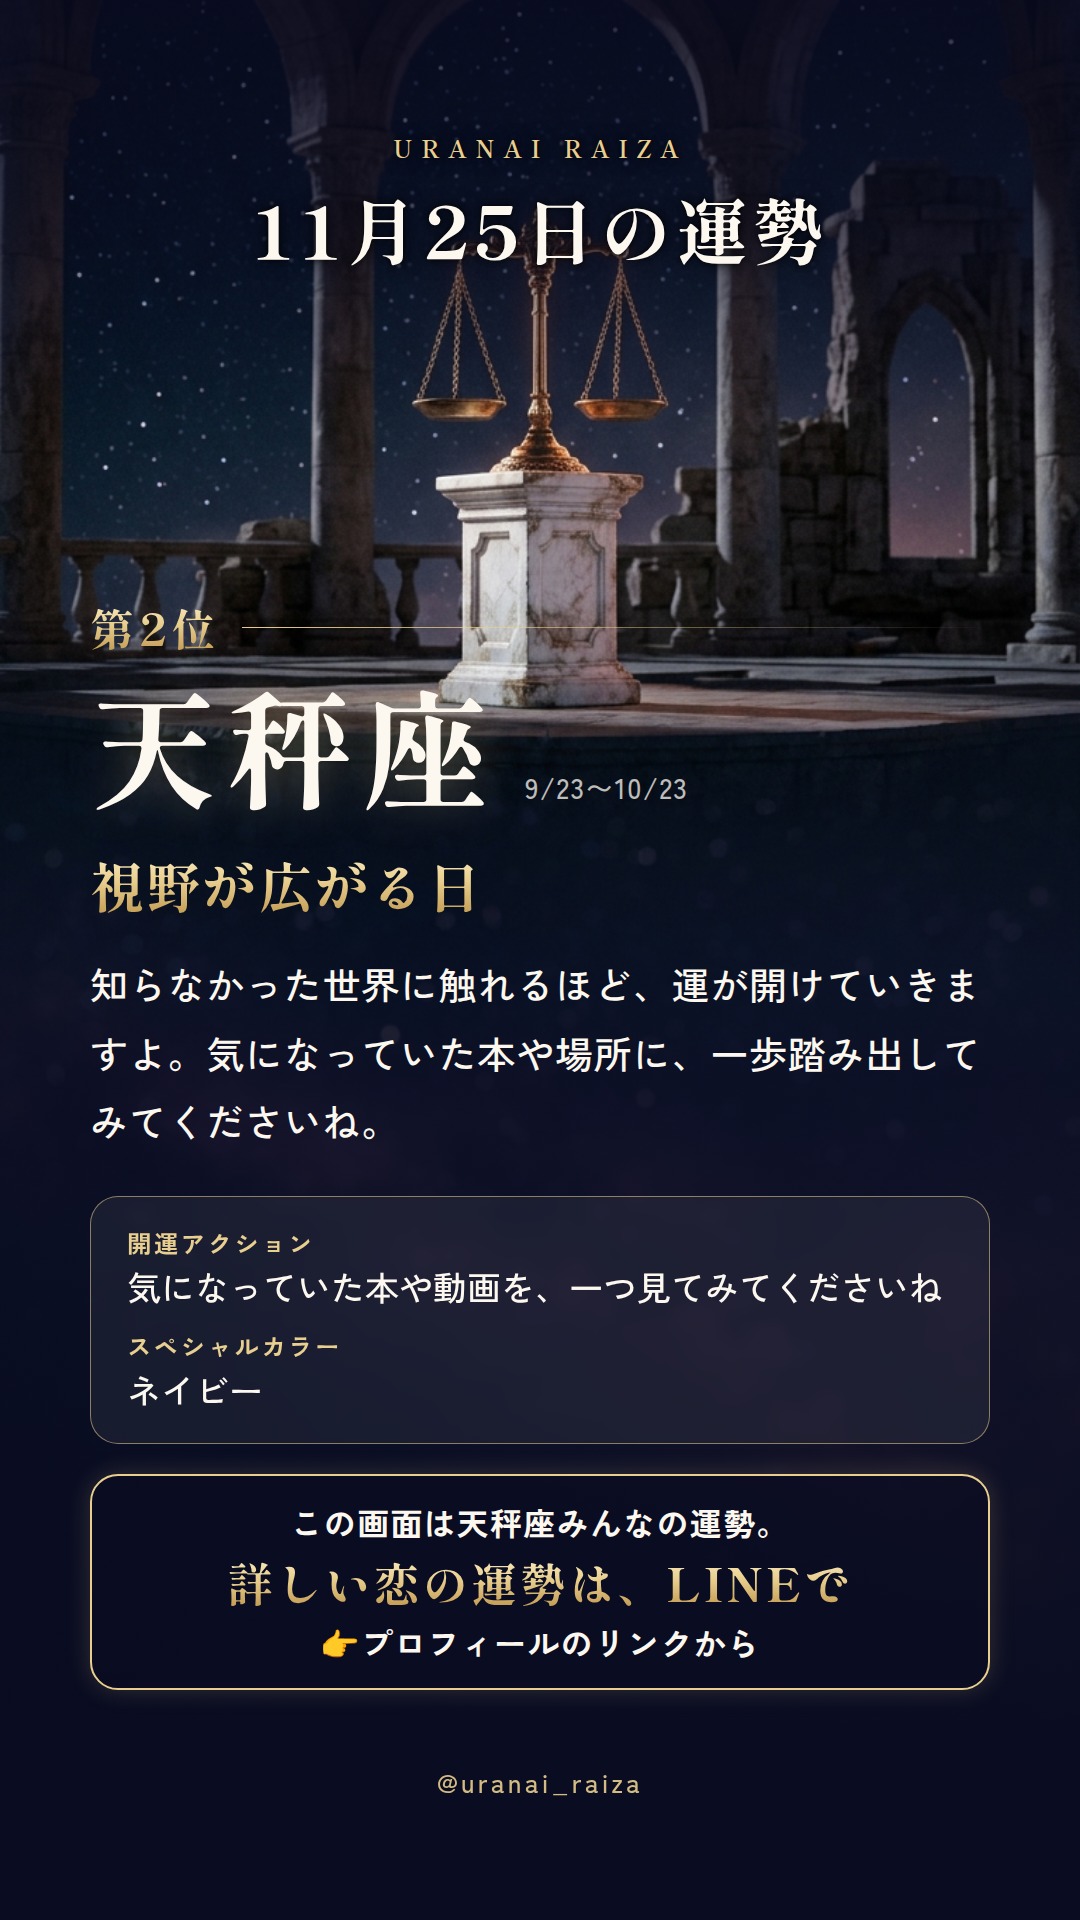 URANAI RAIZA
11月25日の運勢
第2位
天秤座
9/23〜10/23
視野が広がる日
知らなかった世界に触れるほど、運が開けていきま
すよ。気になっていた本や場所に、一歩踏み出して
みてくださいね。
開運アクション
気になっていた本や動画を、一つ見てみてくださいね
スペシャルカラー
ネイビー
この画面は天秤座みんなの運勢。
詳しい恋の運勢は、LINEで
👉プロフィールのリンクから
@uranai_raiza